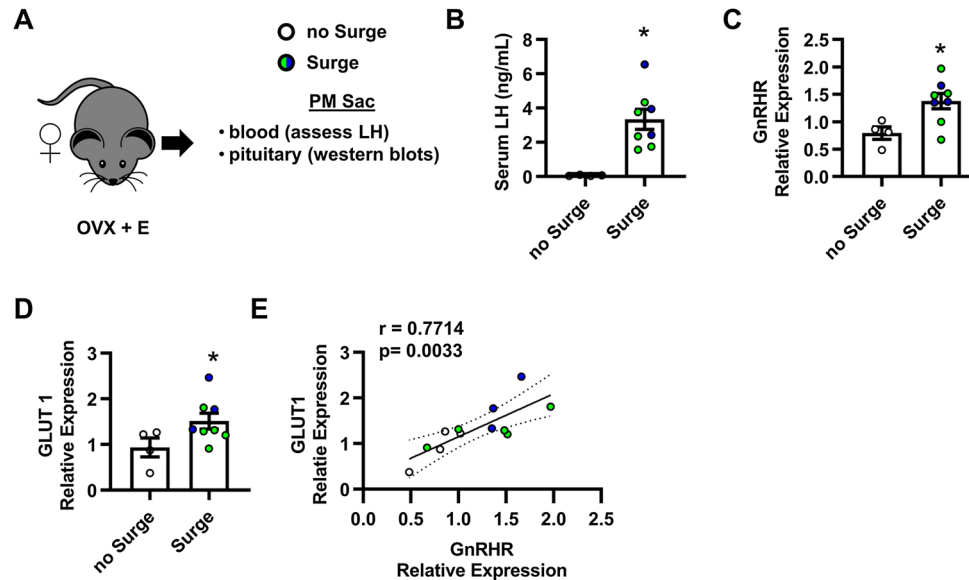 A
no Surge
Surge
PM Sac
• blood (assess LH)
• pituitary (western blots)
OVX + E
B
Serum LH (ng/mL)
8
6
4
2
0
*
no Surge
Surge
C
GnRHR
Relative Expression
2.5
2.0
1.5
1.0
0.5
0.0
*
no Surge
Surge
D
GLUT 1
Relative Expression
3
2
1
0
*
no Surge
Surge
E
r = 0.7714
p= 0.0033
GLUT1
Relatie Expression
3
2
1
0
0.0 0.5 1.0 1.5 2.0 2.5
GnRHR
Relative Expression